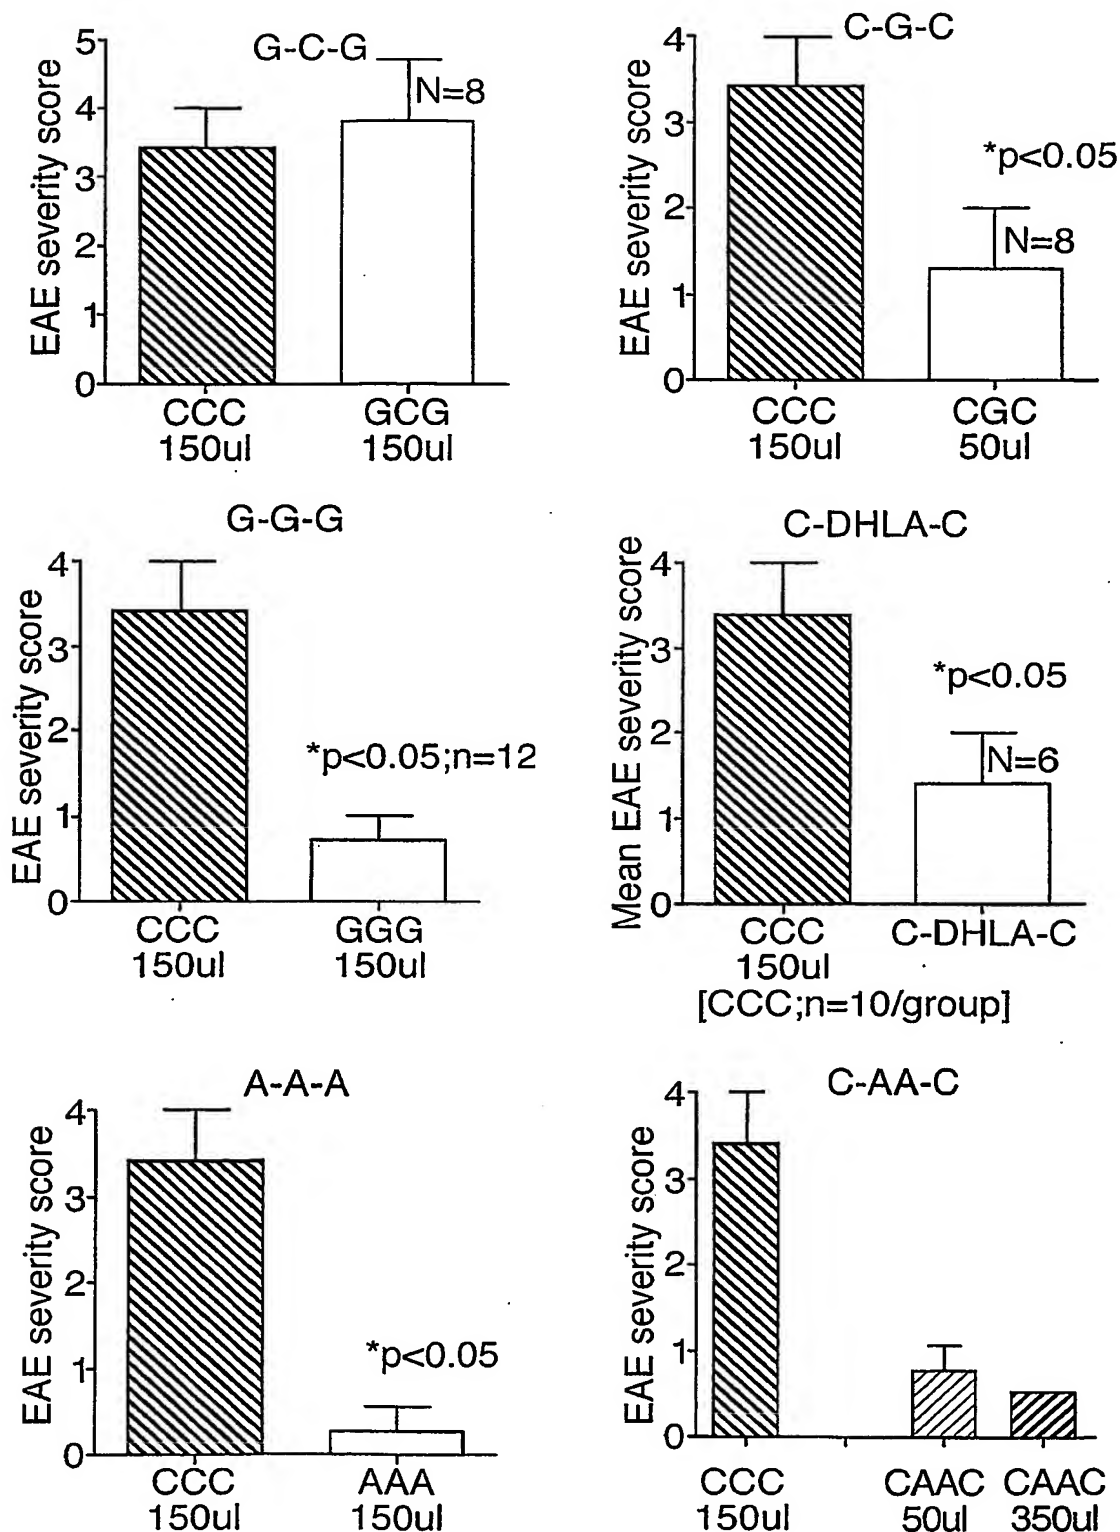 G-C-G
EAE severity score
5
4
3
2
1
0
N=8
CCC
150ul
GCG
150ul
C-G-C
EAE severity score
4
3
2
1
0
*p<0.05
N=8
CCC
150ul
CGC
50ul
G-G-G
EAE severity score
4
3
2
1
0
*p<0.05;n=12
CCC
150ul
GGG
150ul
C-DHLA-C
Mean EAE severity score
4
3
2
1
0
*p<0.05
N=6
CCC
150ul
C-DHLA-C
[CCC;n=10/group]
A-A-A
EAE severity score
4
3
2
1
0
*p<0.05
CCC
150ul
AAA
150ul
C-AA-C
EAE severity score
4
3
2
1
0
CCC
150ul
CAAC
50ul
CAAC
350ul